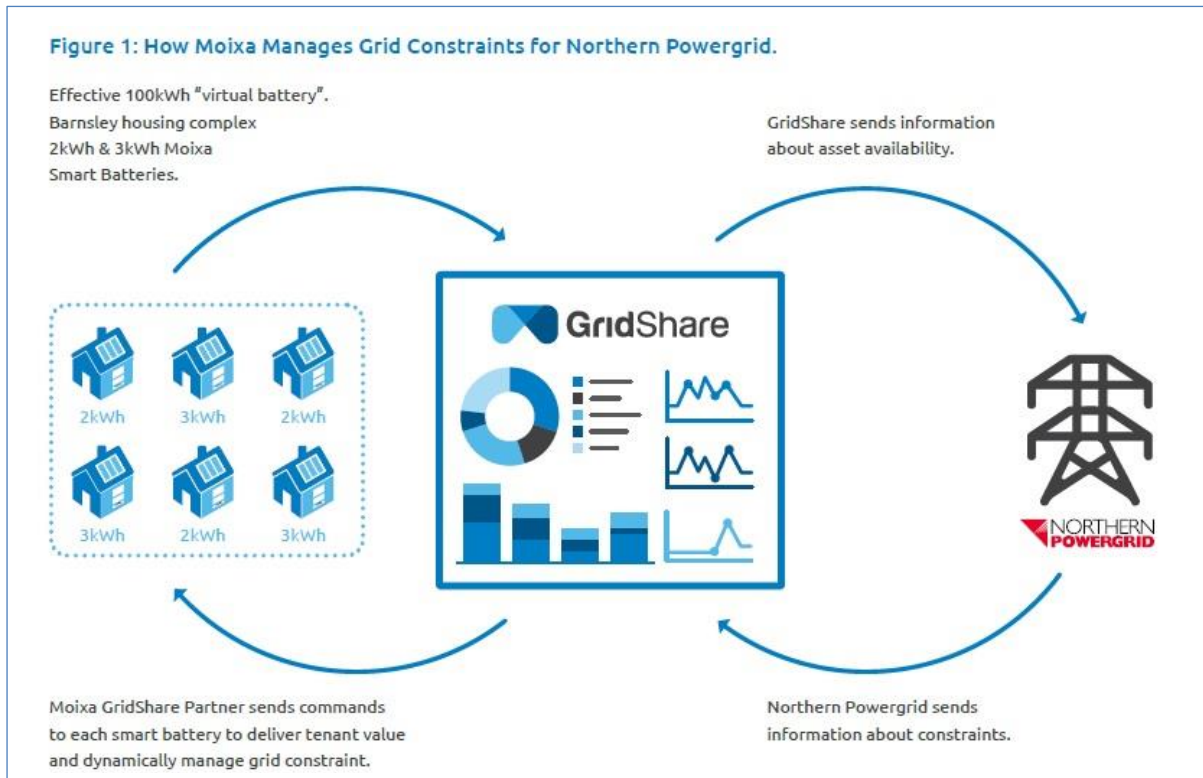 Figure 1: How Moixa Manages Grid Constraints for Northern Powergrid.
Effective 100kWh "virtual battery".
Barnsley housing complex
2kWh & 3kWh Moixa
Smart Batteries.
GridShare sends information
about asset availability.
GridShare
2kWh 3kWh 2kWh
3kWh 2kWh 3kWh
NORTHERN
POWERGRID
Moixa GridShare Partner sends commands
to each smart battery to deliver tenant value
and dynamically manage grid constraint.
Northern Powergrid sends
information about constraints.